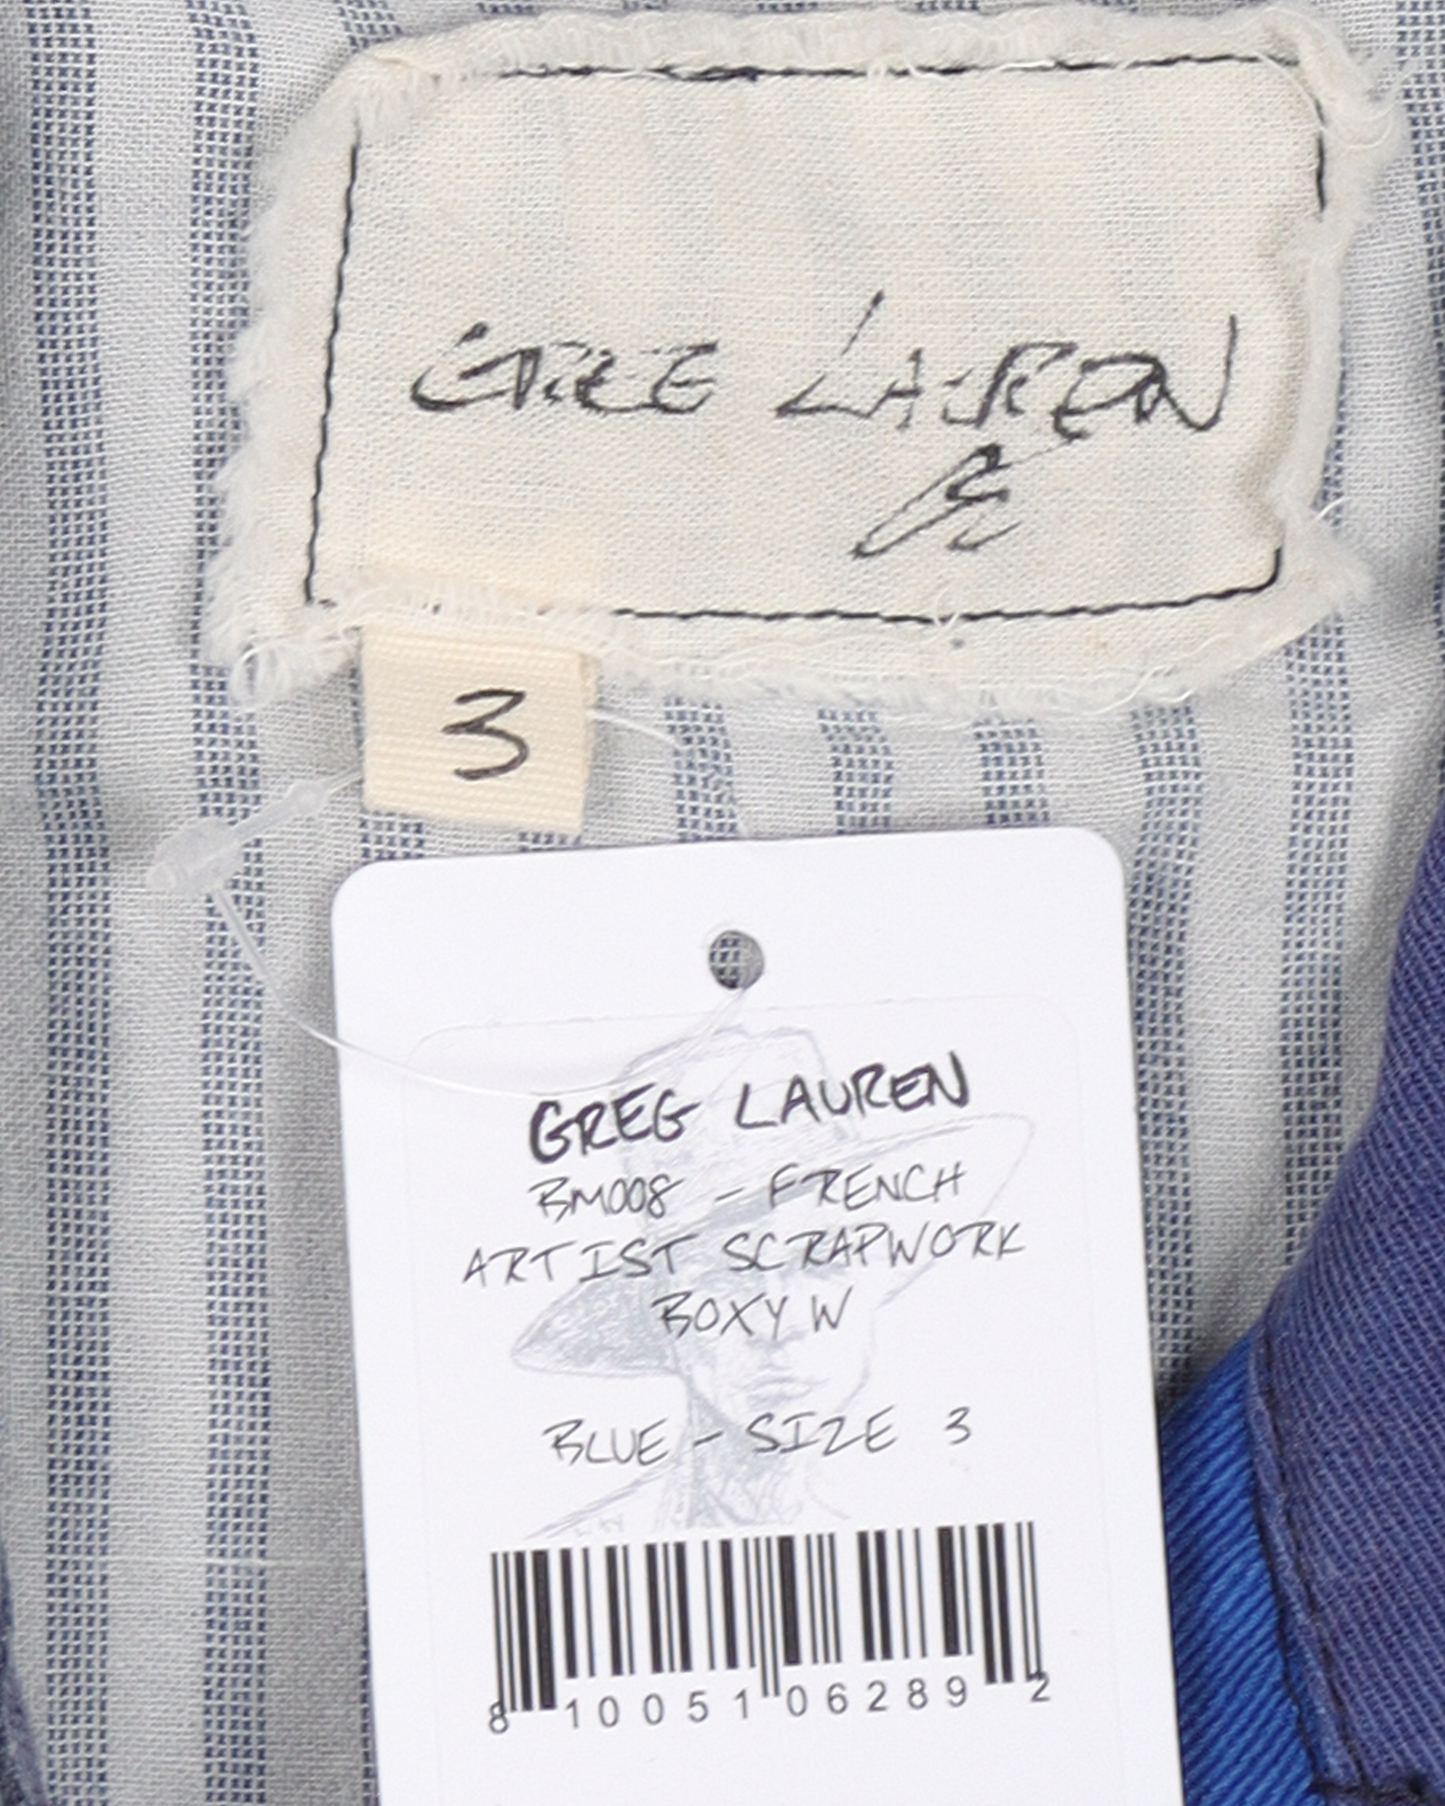 GREG LAUREN
3
GREG LAUREN
BM008 - FRENCH
ARTIST SCRAPWORK
BOXY W
BLUE - SIZE 3
8 10051 06289 2